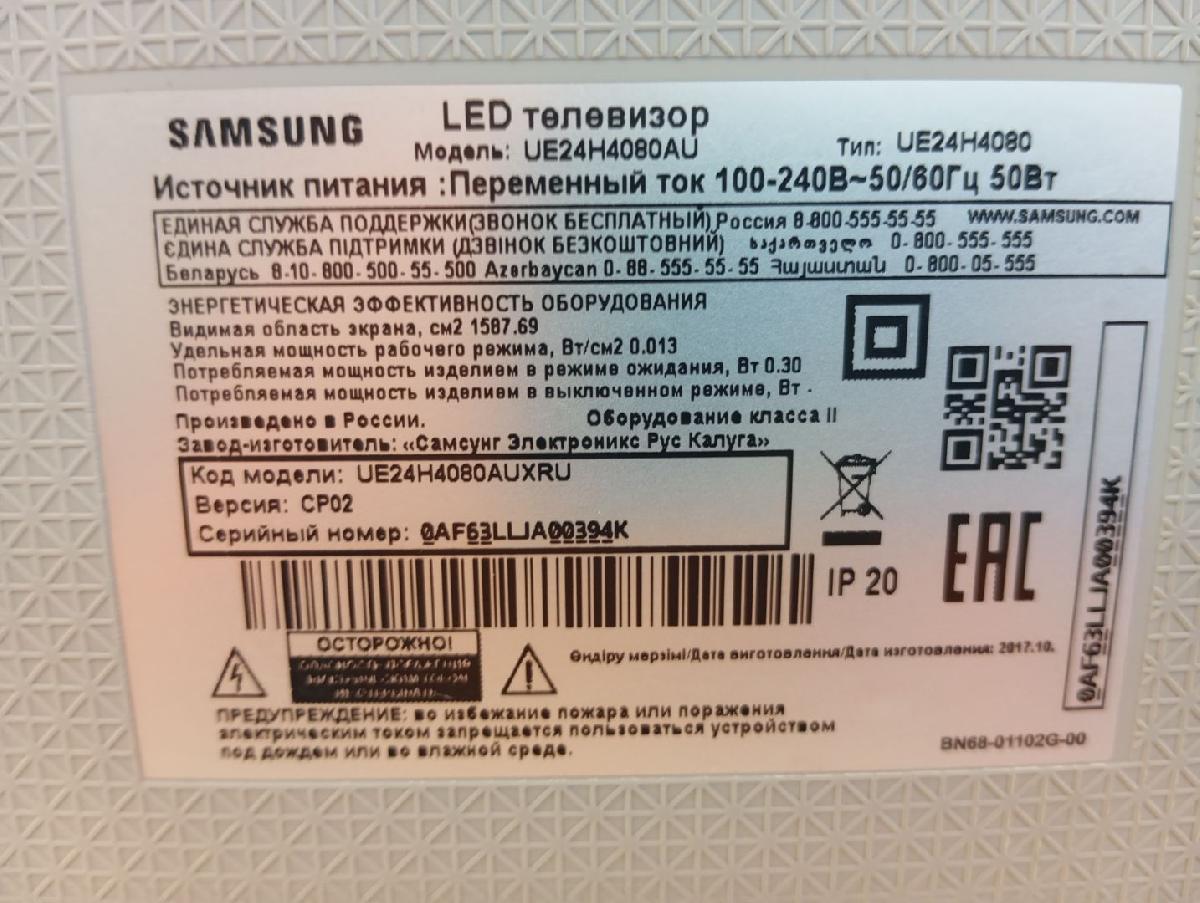 SAMSUNG
LED телевизор
Модель: UE24H4080AU
Тип: UE24H4080
Источник питания :Переменный ток 100-240В~50/60Гц 50Вт
ЕДИНАЯ СЛУЖБА ПОДДЕРЖКИ(ЗВОНОК БЕСПЛАТНЫЙ) Россия 8-800-555-55-55 WWW.SAMSUNG.COM
ЄДИНА СЛУЖБА ПІДТРИМКИ (ДЗВІНОК БЕЗКОШТОВНИЙ) საქართველო 0-800-555-555
Беларусь 8-10-800-500-55-500 Azerbaycan 0-88-555-55-55 Հայաստան 0-800-05-555
ЭНЕРГЕТИЧЕСКАЯ ЭФФЕКТИВНОСТЬ ОБОРУДОВАНИЯ
Видимая область экрана, см2 1587.69
Удельная мощность рабочего режима, Вт/см2 0.013
Потребляемая мощность изделием в режиме ожидания, Вт 0.30
Потребляемая мощность изделием в выключенном режиме, Вт -
Произведено в России.
Оборудование класса II
Завод-изготовитель: «Самсунг Электроникс Рус Калуга»
Код модели: UE24H4080AUXRU
Версия: CP02
Серийный номер: 0AF63LLJA00394K
IP 20
EAC
0AF63LLJA00394K
ОСТОРОЖНО!
Өндіру мерзімі/Дата виготовлення/Дата изготовления: 2017.10.
ПРЕДУПРЕЖДЕНИЕ: во избежание пожара или поражения
электрическим током запрещается пользоваться устройством
под дождем или во влажной среде.
BN68-01102G-00